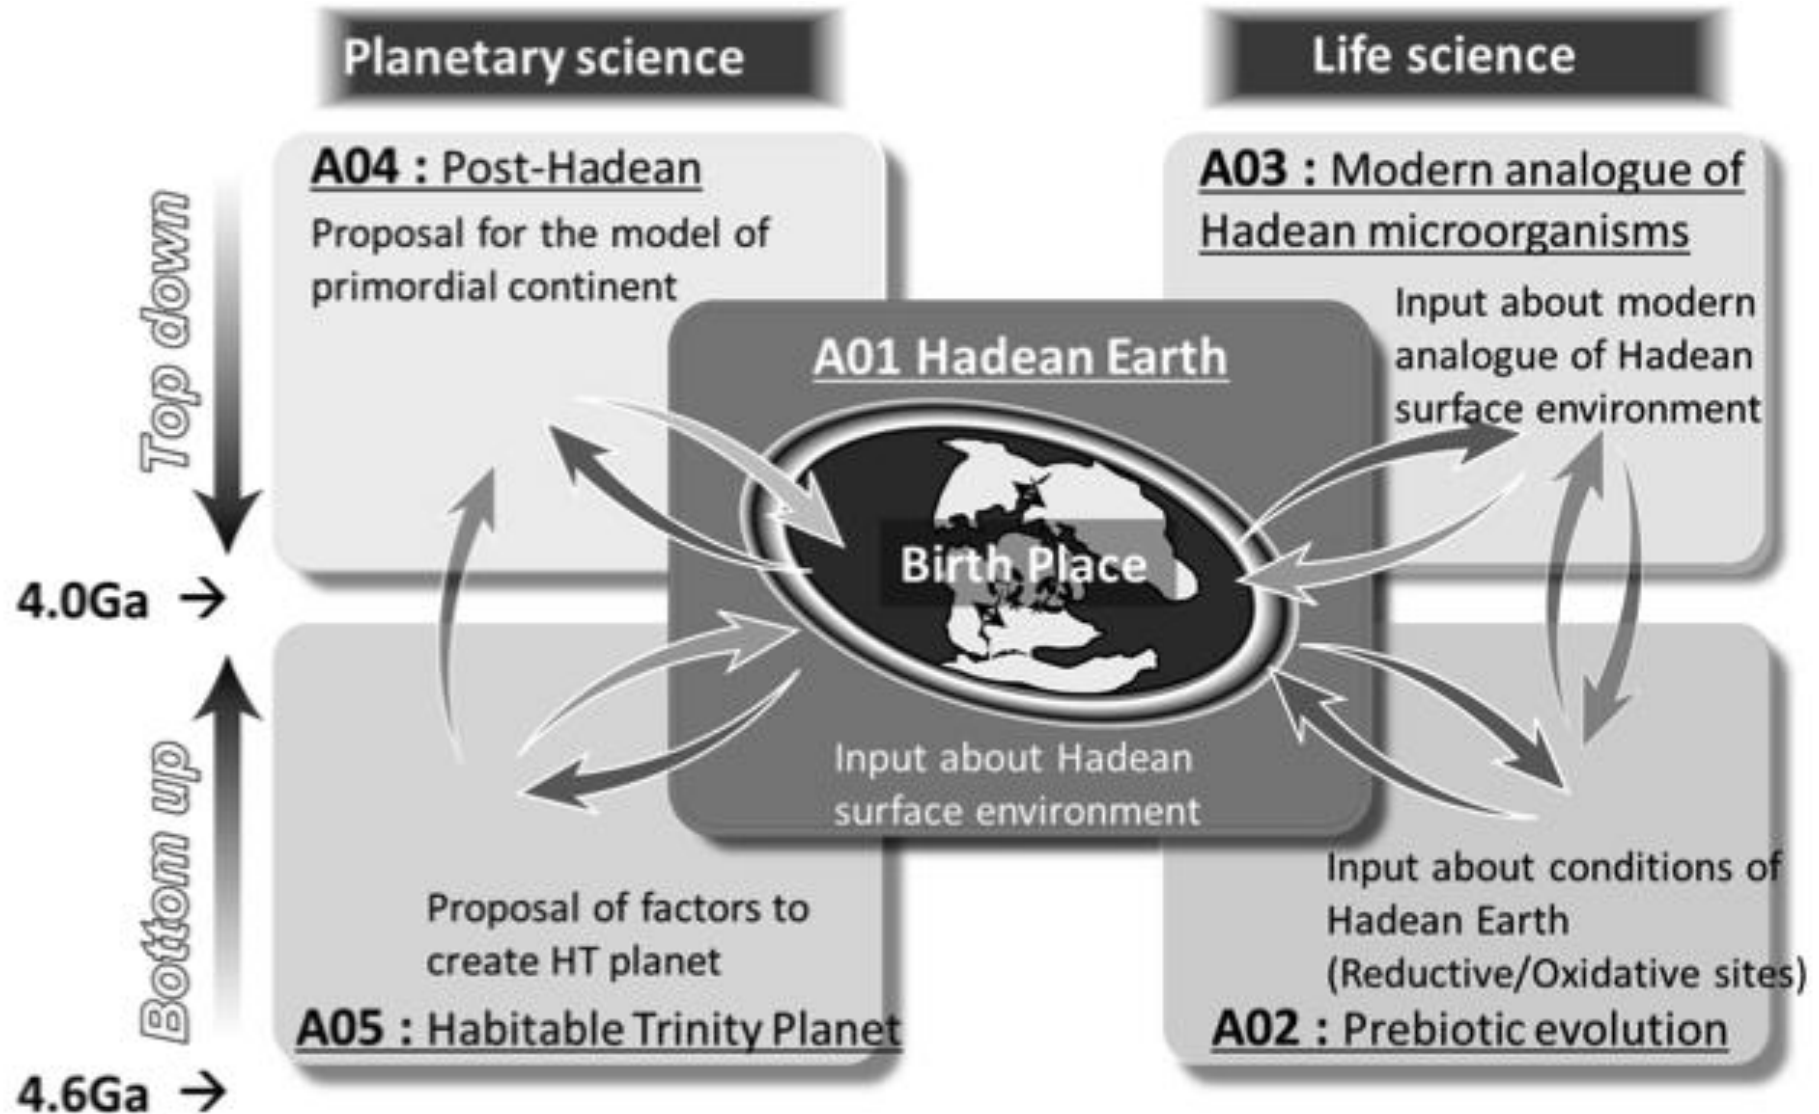 Planetary science
Life science
A04 : Post-Hadean
Proposal for the model of
primordial continent
A03 : Modern analogue of
Hadean microorganisms
Input about modern
analogue of Hadean
surface environment
Top down
A01 Hadean Earth
Birth Place
Input about Hadean
surface environment
4.0Ga →
Bottom up
Proposal of factors to
create HT planet
A05 : Habitable Trinity Planet
Input about conditions of
Hadean Earth
(Reductive/Oxidative sites)
A02 : Prebiotic evolution
4.6Ga →